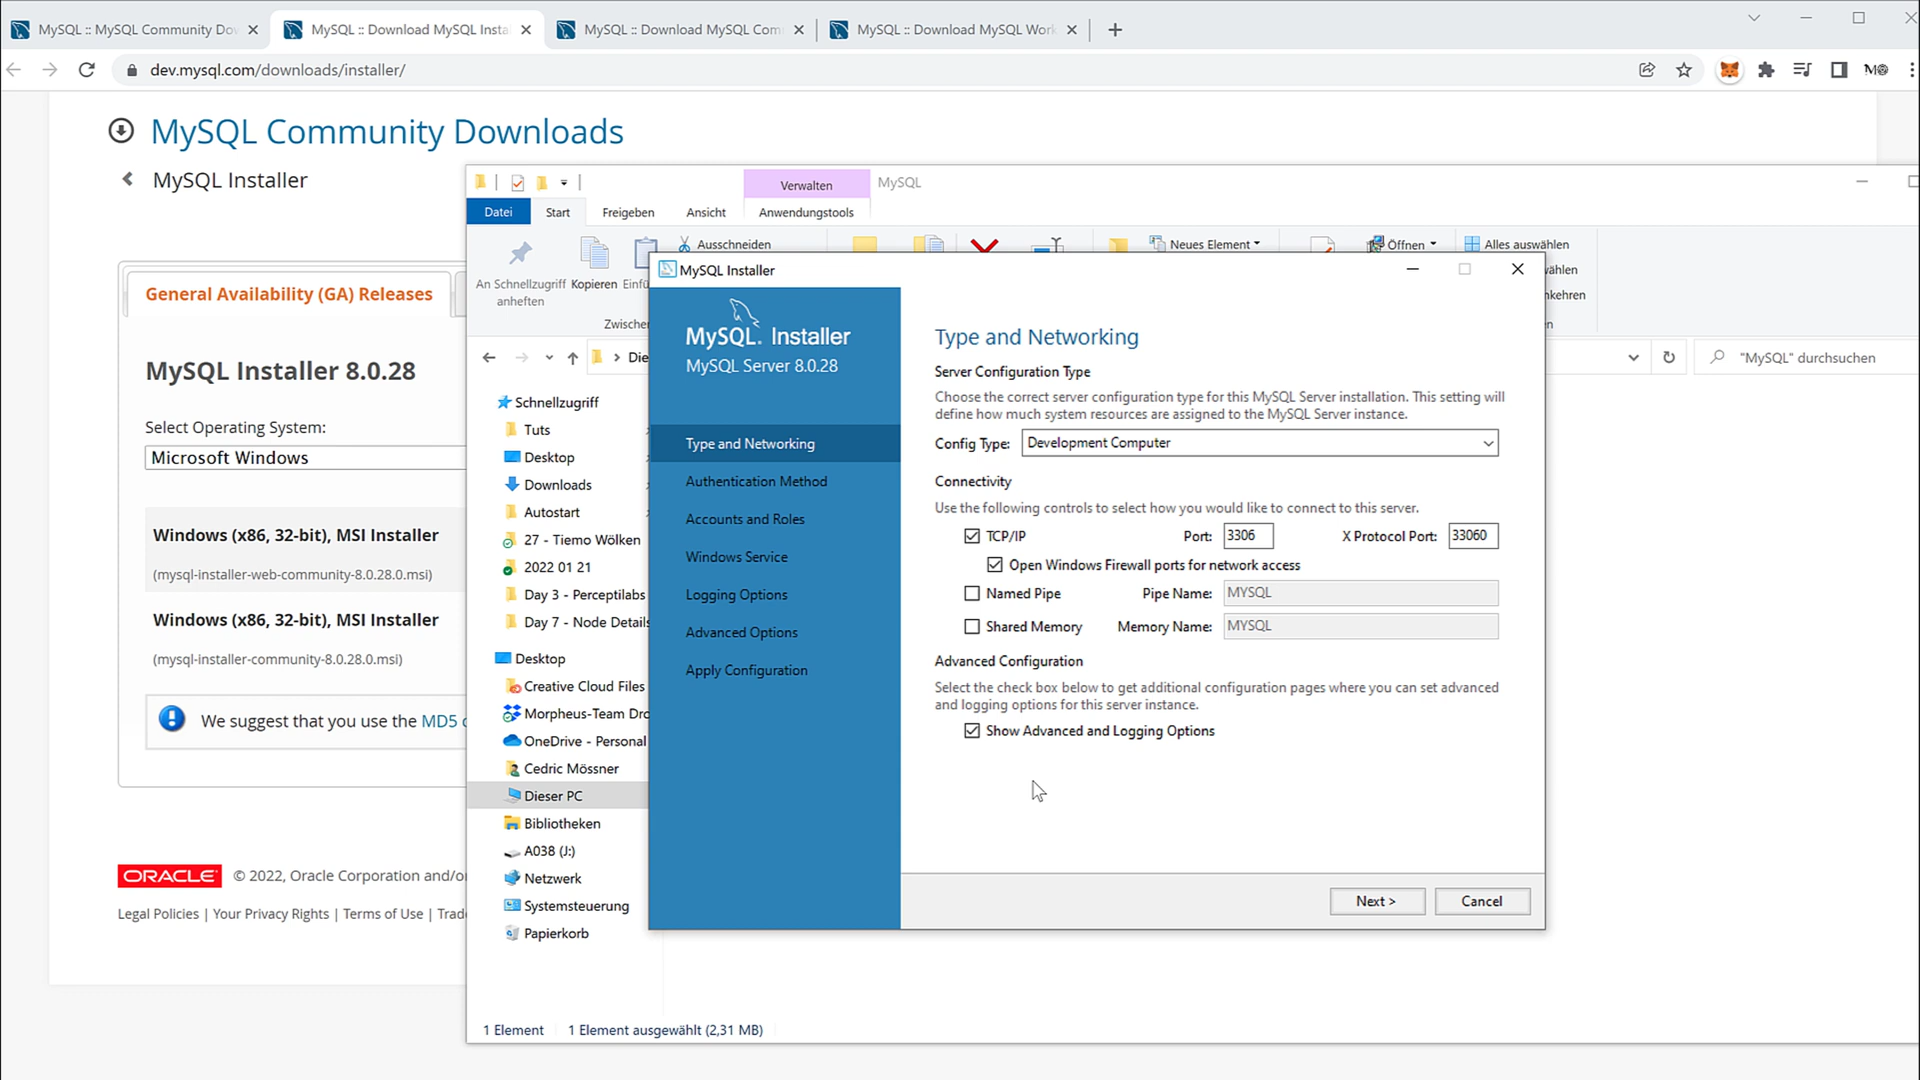 MySQL :: MySQL Community Do
MySQL :: Download MySQL Insta
MySQL :: Download MySQL Com
MySQL :: Download MySQL Work
dev.mysql.com/downloads/installer/
MySQL Community Downloads
MySQL Installer
General Availability (GA) Releases
MySQL Installer 8.0.28
Select Operating System:
Microsoft Windows
Windows (x86, 32-bit), MSI Installer
(mysql-installer-web-community-8.0.28.0.msi)
Windows (x86, 32-bit), MSI Installer
(mysql-installer-community-8.0.28.0.msi)
We suggest that you use the MD5 c
ORACLE © 2022, Oracle Corporation and/or
Legal Policies | Your Privacy Rights | Terms of Use | Trade
Verwalten
MySQL
Datei
Start
Freigeben
Ansicht
Anwendungstools
An Schnellzugriff
anheften
Kopieren
Einfü
Ausschneiden
Zwischen
Neues Element
Öffnen
Alles auswählen
wählen
mkehren
n
Die
"MySQL" durchsuchen
Schnellzugriff
Tuts
Desktop
Downloads
Autostart
27 - Tiemo Wölken
2022 01 21
Day 3 - Perceptilabs
Day 7 - Node Details
Desktop
Creative Cloud Files
Morpheus-Team Dro
OneDrive - Personal
Cedric Mössner
Dieser PC
Bibliotheken
A038 (J:)
Netzwerk
Systemsteuerung
Papierkorb
1 Element
1 Element ausgewählt (2,31 MB)
MySQL Installer
MySQL. Installer
MySQL Server 8.0.28
Type and Networking
Authentication Method
Accounts and Roles
Windows Service
Logging Options
Advanced Options
Apply Configuration
Type and Networking
Server Configuration Type
Choose the correct server configuration type for this MySQL Server installation. This setting will
define how much system resources are assigned to the MySQL Server instance.
Config Type: Development Computer
Connectivity
Use the following controls to select how you would like to connect to this server.
TCP/IP Port: 3306 X Protocol Port: 33060
Open Windows Firewall ports for network access
Named Pipe Pipe Name: MYSQL
Shared Memory Memory Name: MYSQL
Advanced Configuration
Select the check box below to get additional configuration pages where you can set advanced
and logging options for this server instance.
Show Advanced and Logging Options
Next >
Cancel